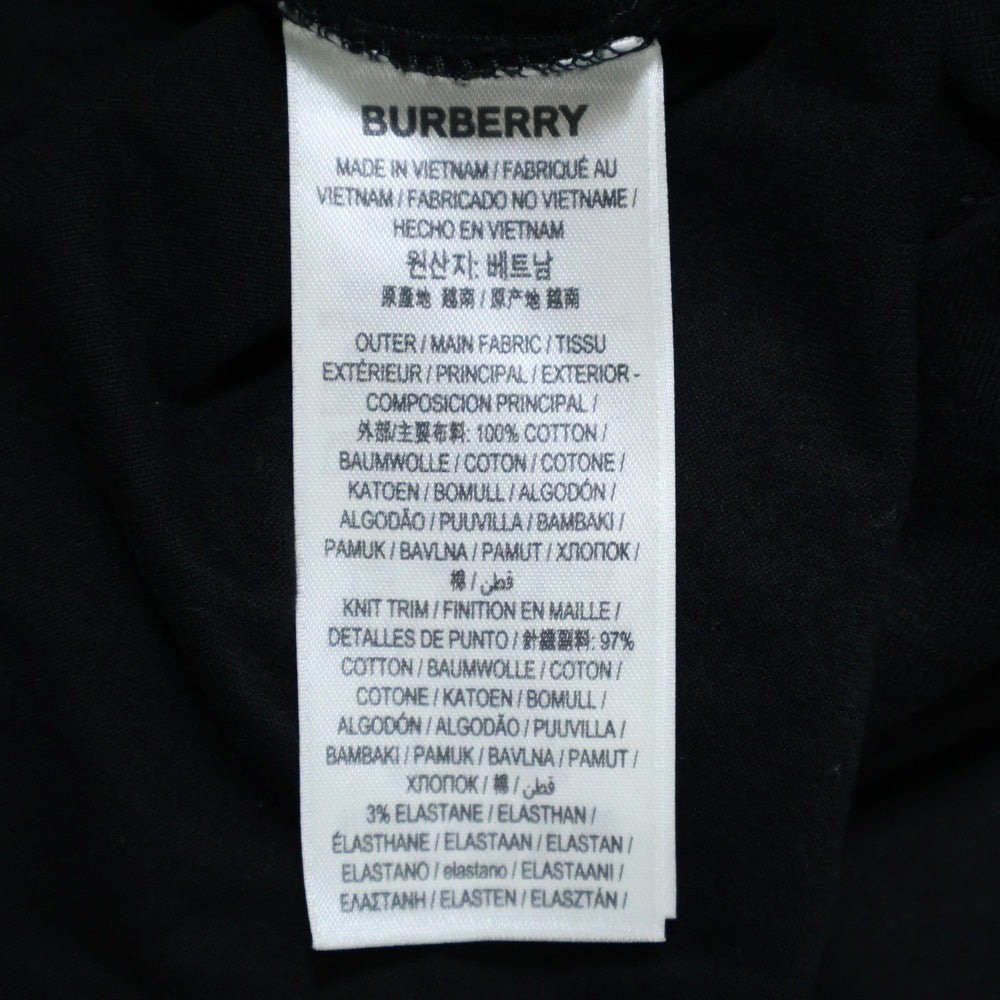 BURBERRY
MADE IN VIETNAM / FABRIQUÉ AU
VIETNAM / FABRICADO NO VIETNAME /
HECHO EN VIETNAM
원산지: 베트남
原產地 越南 / 原产地 越南
OUTER / MAIN FABRIC / TISSU
EXTÉRIEUR / PRINCIPAL / EXTERIOR -
COMPOSICION PRINCIPAL /
外部/主要布料: 100% COTTON /
BAUMWOLLE / COTON / COTONE /
KATOEN / BOMULL / ALGODÓN /
ALGODÃO / PUUVILLA / BAMBAKI /
PAMUK / BAVLNA / PAMUT / ХЛОПОК /
棉 / قطن
KNIT TRIM / FINITION EN MAILLE /
DETALLES DE PUNTO / 針織副料: 97%
COTTON / BAUMWOLLE / COTON /
COTONE / KATOEN / BOMULL /
ALGODÓN / ALGODÃO / PUUVILLA /
BAMBAKI / PAMUK / BAVLNA / PAMUT /
ХЛОПОК / 棉 / قطن
3% ELASTANE / ELASTHAN /
ÉLASTHANE / ELASTAAN / ELASTAN /
ELASTANO / elastano / ELASTAANI /
ΕΛΑΣΤΑΝΗ / ELASTEN / ELASZTÁN /